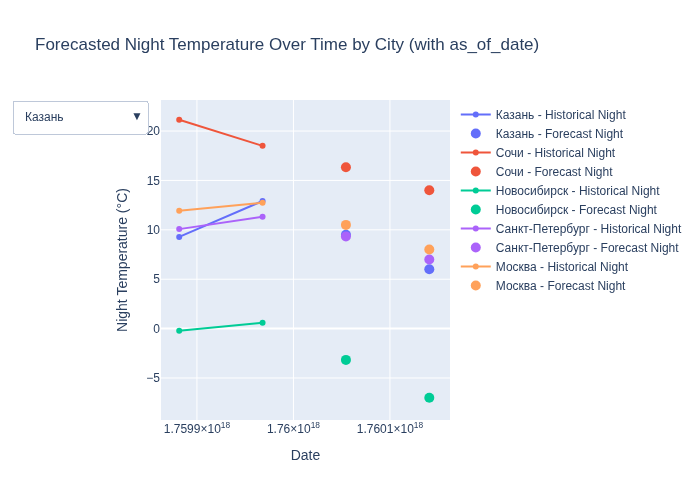 Forecasted Night Temperature Over Time by City (with as_of_date)
Казань ▼
20
15
10
5
0
−5
Night Temperature (°C)
1.7599×10¹⁸
1.76×10¹⁸
1.7601×10¹⁸
Date
Казань - Historical Night
Казань - Forecast Night
Сочи - Historical Night
Сочи - Forecast Night
Новосибирск - Historical Night
Новосибирск - Forecast Night
Санкт-Петербург - Historical Night
Санкт-Петербург - Forecast Night
Москва - Historical Night
Москва - Forecast Night